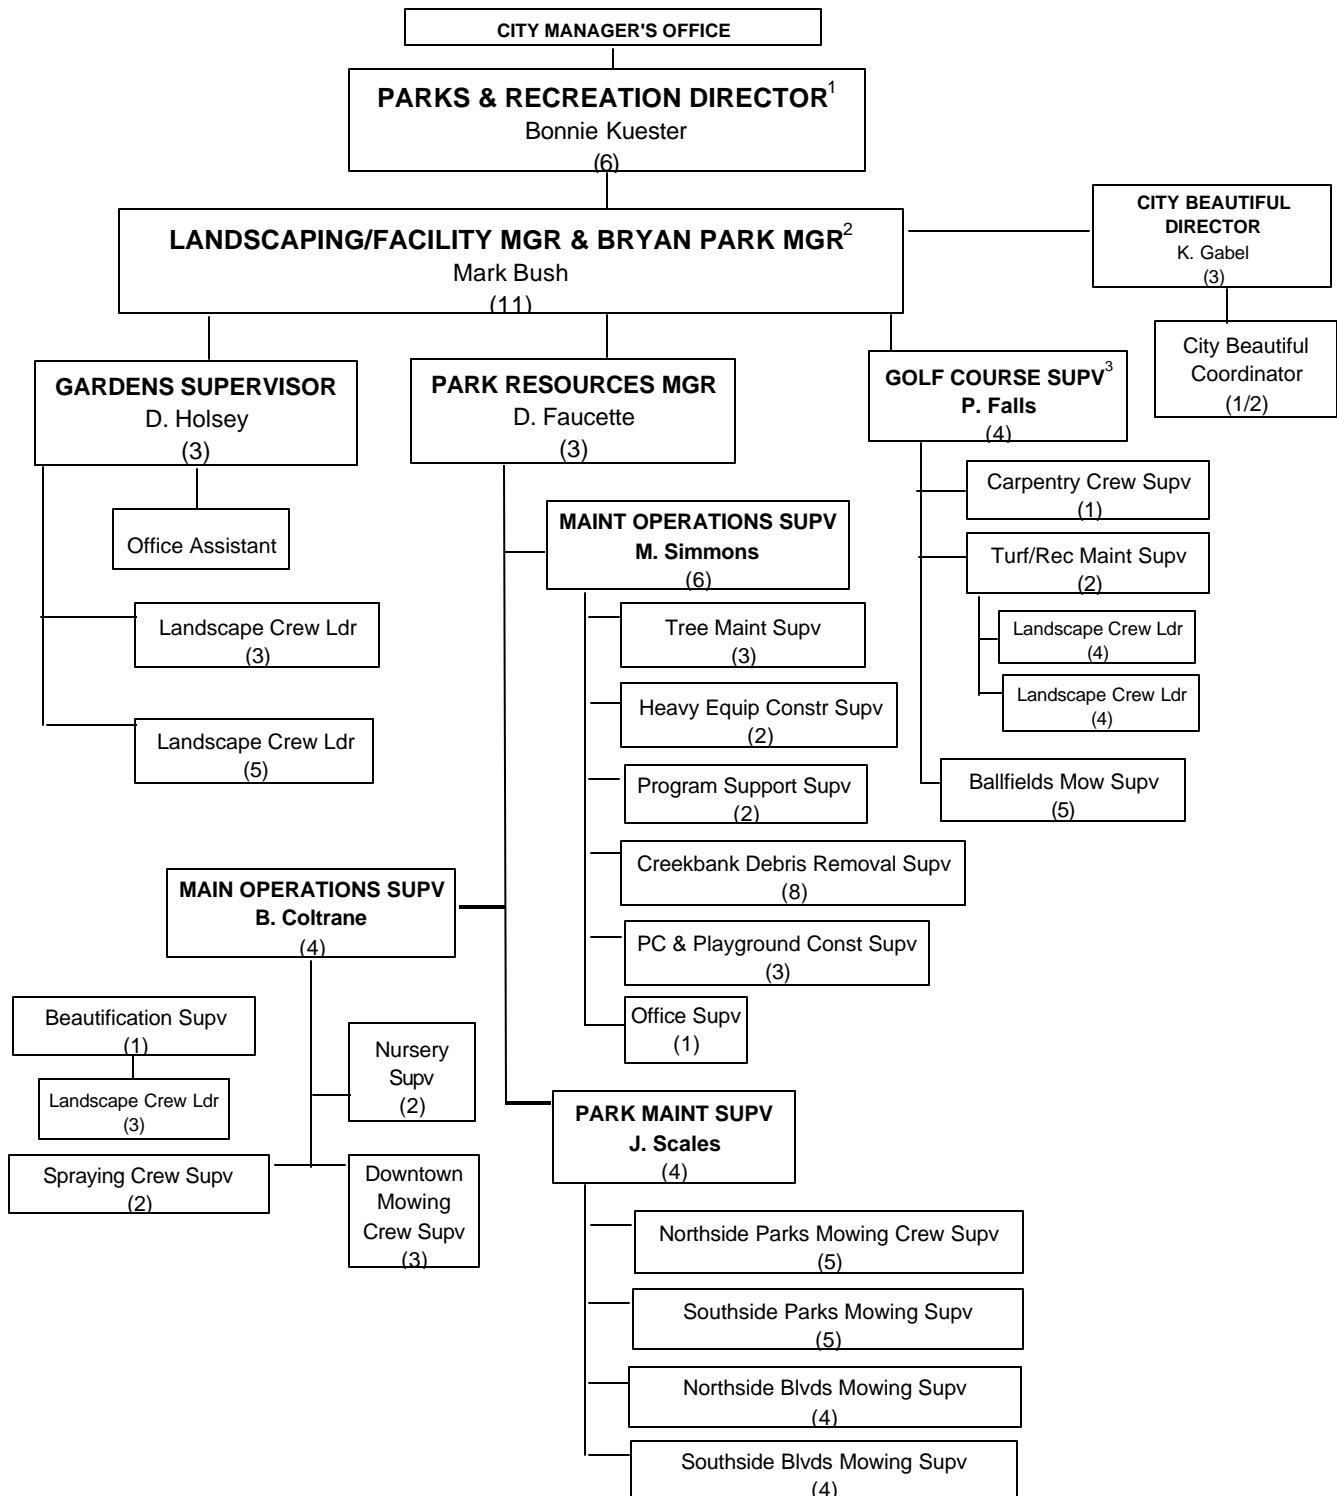 CITY MANAGER'S OFFICE
PARKS & RECREATION DIRECTOR1
Bonnie Kuester
(6)
LANDSCAPING/FACILITY MGR & BRYAN PARK MGR2
Mark Bush
(11)
CITY BEAUTIFUL
DIRECTOR
K. Gabel
(3)
City Beautiful
Coordinator
(1/2)
GARDENS SUPERVISOR
D. Holsey
(3)
Office Assistant
Landscape Crew Ldr
(3)
Landscape Crew Ldr
(5)
PARK RESOURCES MGR
D. Faucette
(3)
GOLF COURSE SUPV3
P. Falls
(4)
Carpentry Crew Supv
(1)
Turf/Rec Maint Supv
(2)
Landscape Crew Ldr
(4)
Landscape Crew Ldr
(4)
Ballfields Mow Supv
(5)
MAINT OPERATIONS SUPV
M. Simmons
(6)
Tree Maint Supv
(3)
Heavy Equip Constr Supv
(2)
Program Support Supv
(2)
Creekbank Debris Removal Supv
(8)
PC & Playground Const Supv
(3)
Office Supv
(1)
MAIN OPERATIONS SUPV
B. Coltrane
(4)
Beautification Supv
(1)
Landscape Crew Ldr
(3)
Spraying Crew Supv
(2)
Nursery
Supv
(2)
Downtown
Mowing
Crew Supv
(3)
PARK MAINT SUPV
J. Scales
(4)
Northside Parks Mowing Crew Supv
(5)
Southside Parks Mowing Supv
(5)
Northside Blvds Mowing Supv
(4)
Southside Blvds Mowing Supv
(4)